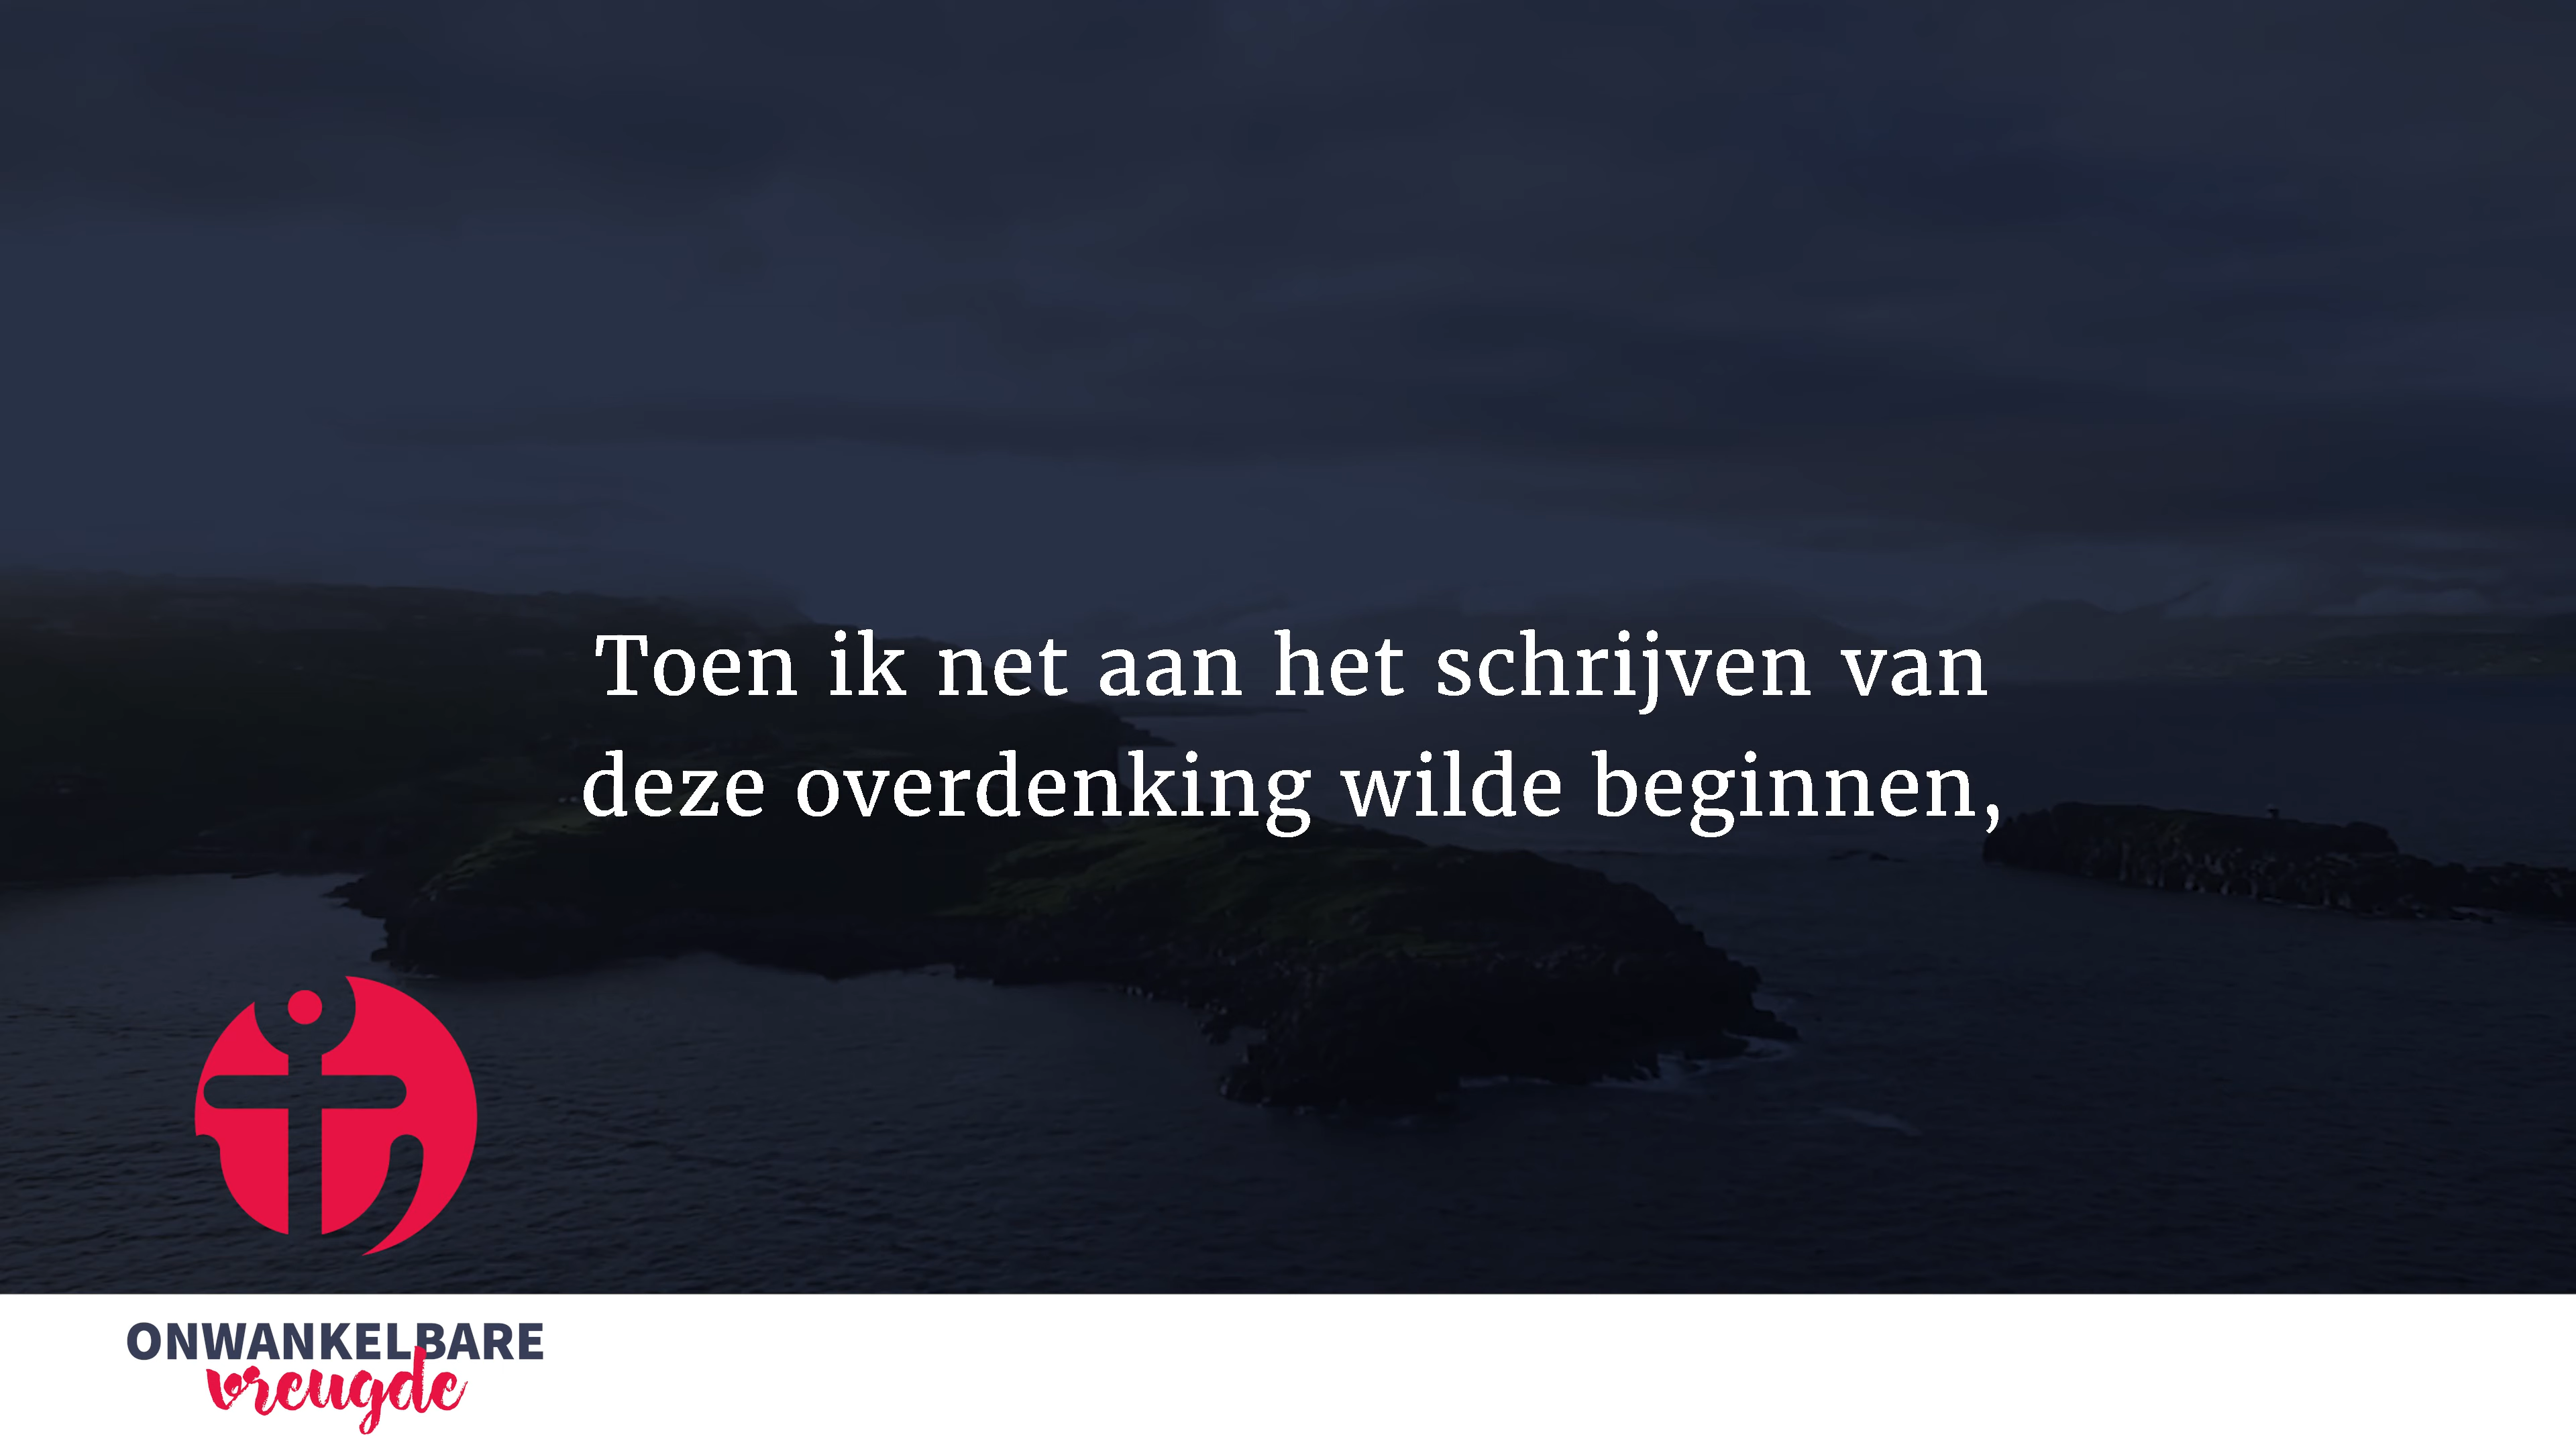 Toen ik net aan het schrijven van
deze overdenking wilde beginnen,
ONWANKELBARE
vreugde